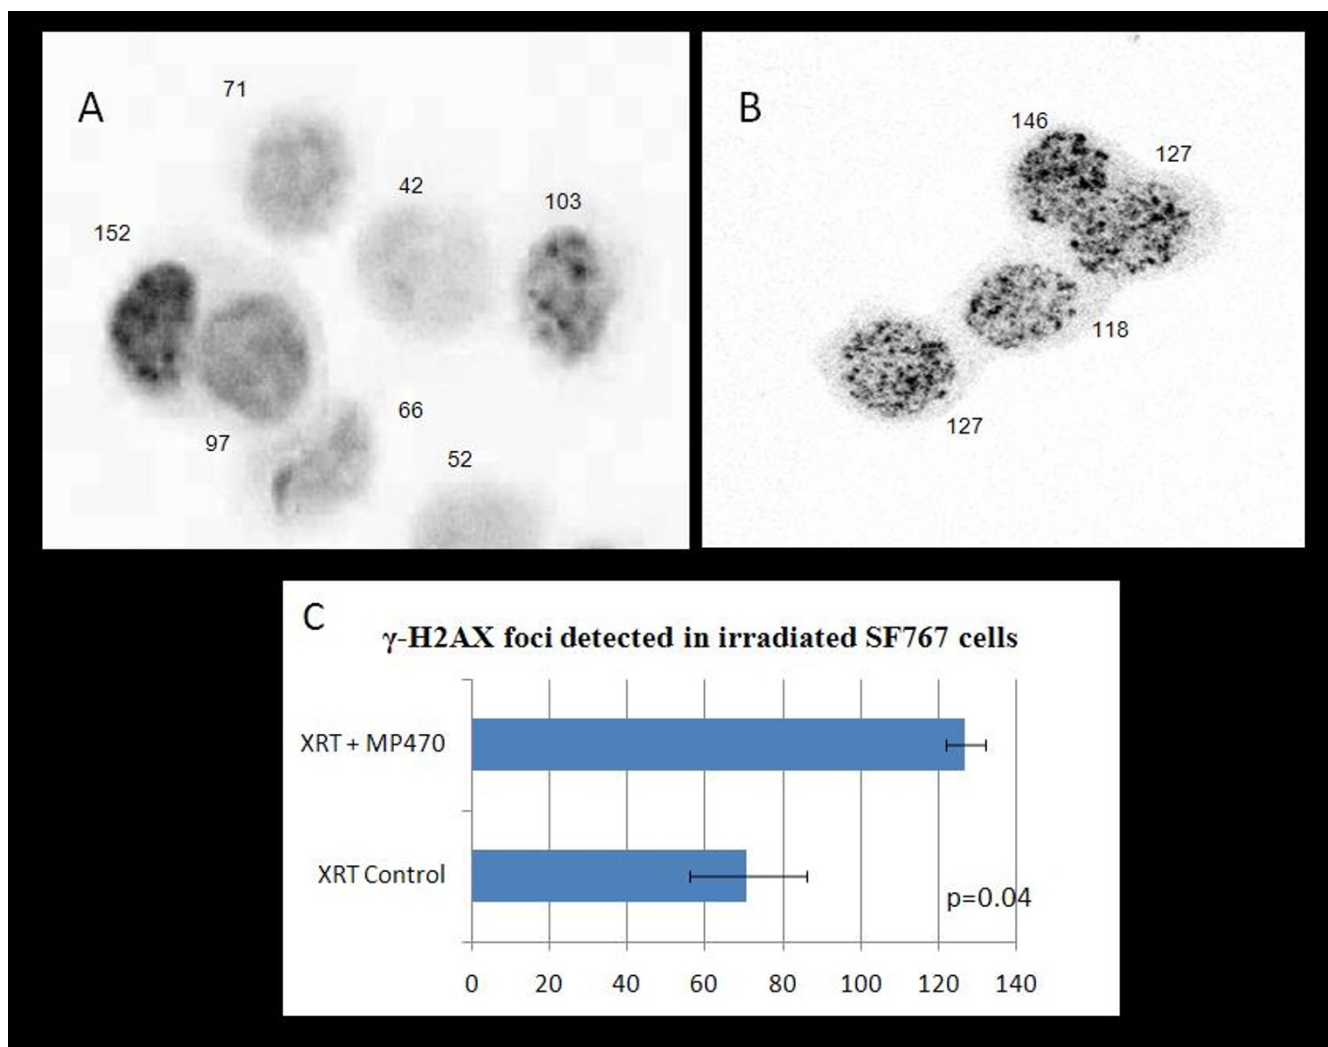 A
71
42
103
152
97
66
52
B
146
127
118
127
C
γ-H2AX foci detected in irradiated SF767 cells
XRT + MP470
XRT Control
p=0.04
0 20 40 60 80 100 120 140